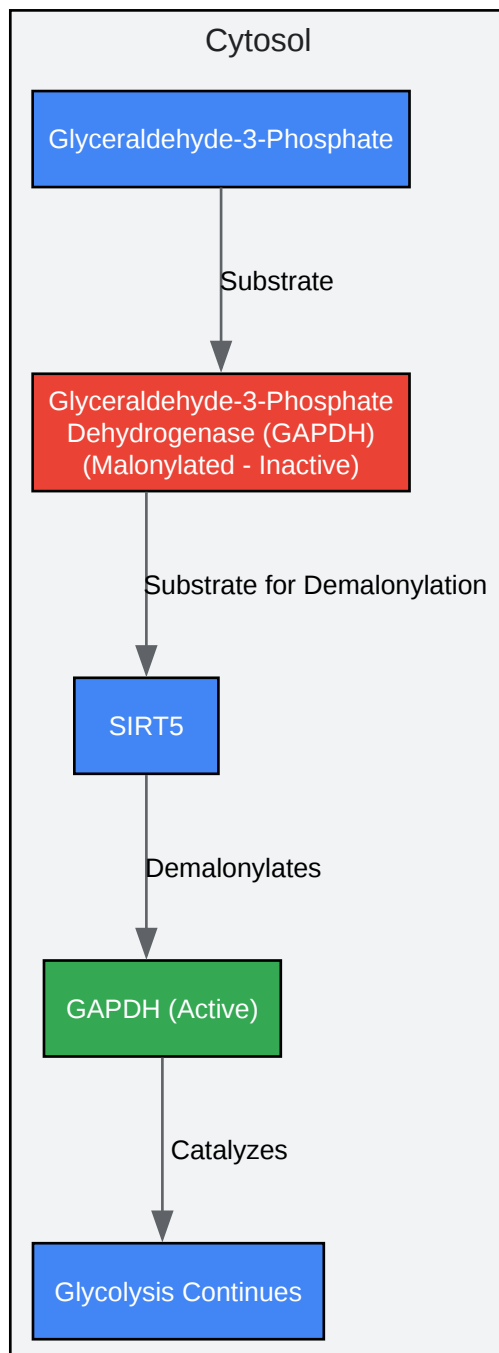 Cytosol
Glyceraldehyde-3-Phosphate
Substrate
Glyceraldehyde-3-Phosphate
Dehydrogenase (GAPDH)
(Malonylated - Inactive)
Substrate for Demalonylation
SIRT5
Demalonylates
GAPDH (Active)
Catalyzes
Glycolysis Continues